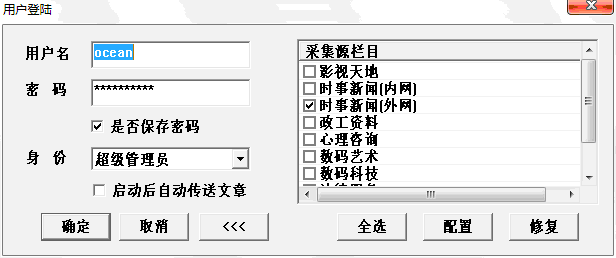 用户登陆
用户名 ocean
密 码 **********
是否保存密码
身 份 超级管理员
启动后自动传送文章
确定 取消 <<<
采集源栏目
影视天地
时事新闻(内网)
时事新闻(外网)
政工资料
心理咨询
数码艺术
数码科技
全选 配置 修复